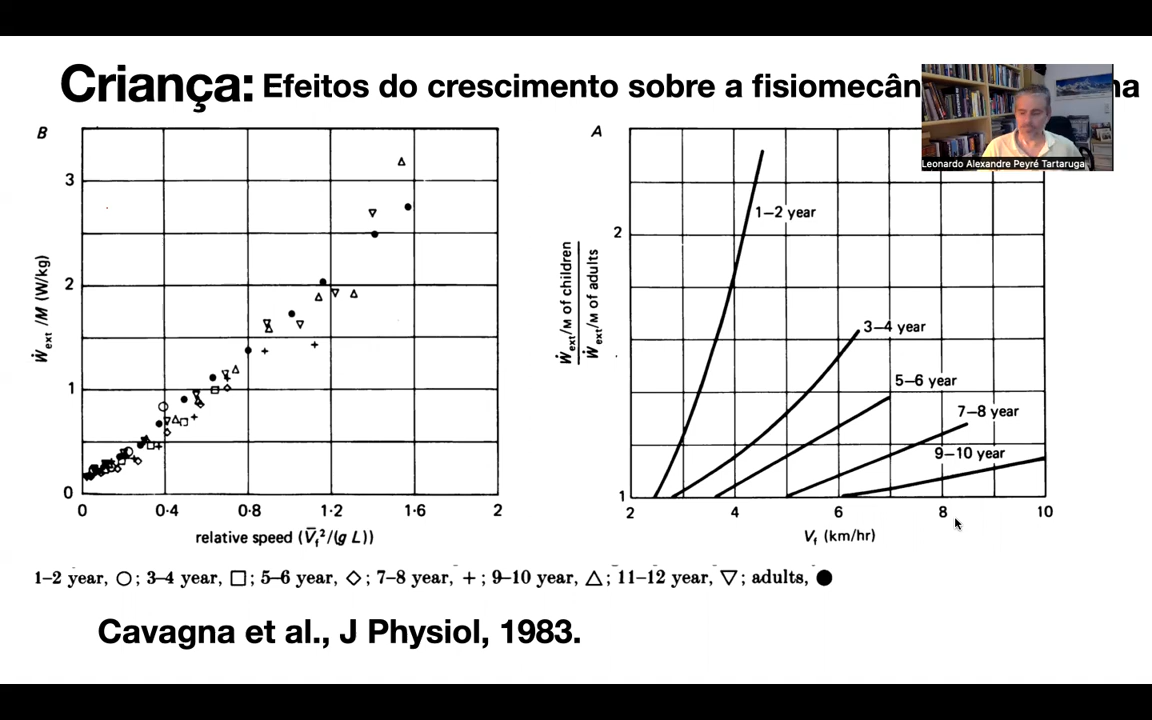 Criança: Efeitos do crescimento sobre a
Leonardo Alexandre Peyré Tartaruga
B
3
2
1
0
Ẇext /M (W/kg)
0 0·4 0·8 1·2 1·6 2
relative speed (V̄f²/(g L))
A
2
1
Ẇext/M of children
Ẇext/M of adults
1–2 year
3–4 year
5–6 year
7–8 year
9–10 year
2 4 6 8 10
Vf (km/hr)
1–2 year, ○; 3–4 year, □; 5–6 year, ◇; 7–8 year, +; 9–10 year, △; 11–12 year, ▽; adults, ●
Cavagna et al., J Physiol, 1983.